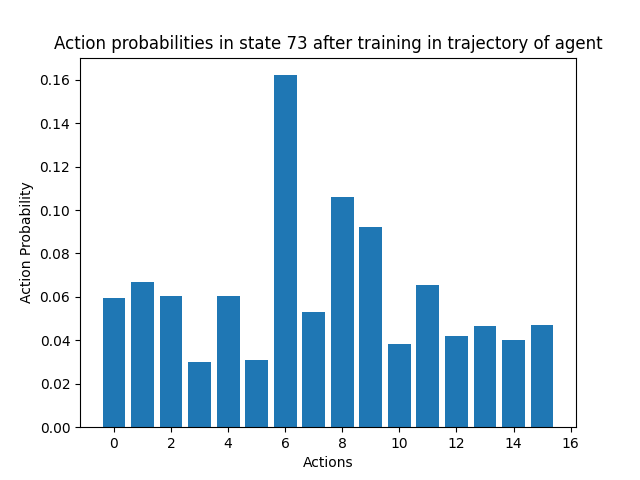 Action probabilities in state 73 after training in trajectory of agent
0.16
0.14
0.12
0.10
0.08
0.06
0.04
0.02
0.00
Action Probability
0 2 4 6 8 10 12 14 16
Actions